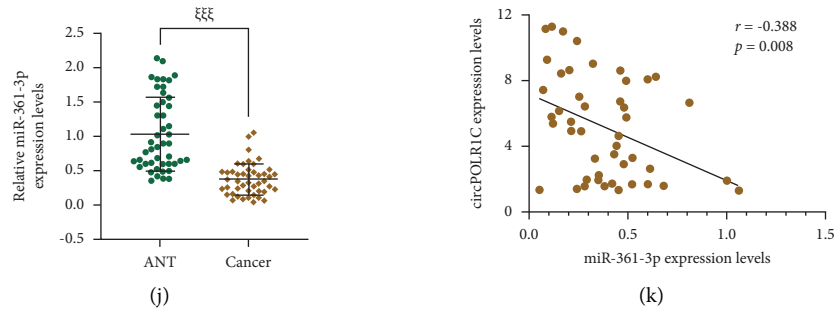 ξξξ
2.5
2.0
1.5
1.0
0.5
0.0
-0.5
Relative miR-361-3p
expression levels
ANT Cancer
(j)
12
8
4
0
circPOLR1C expression levels
r = -0.388
p = 0.008
0.0 0.5 1.0 1.5
miR-361-3p expression levels
(k)